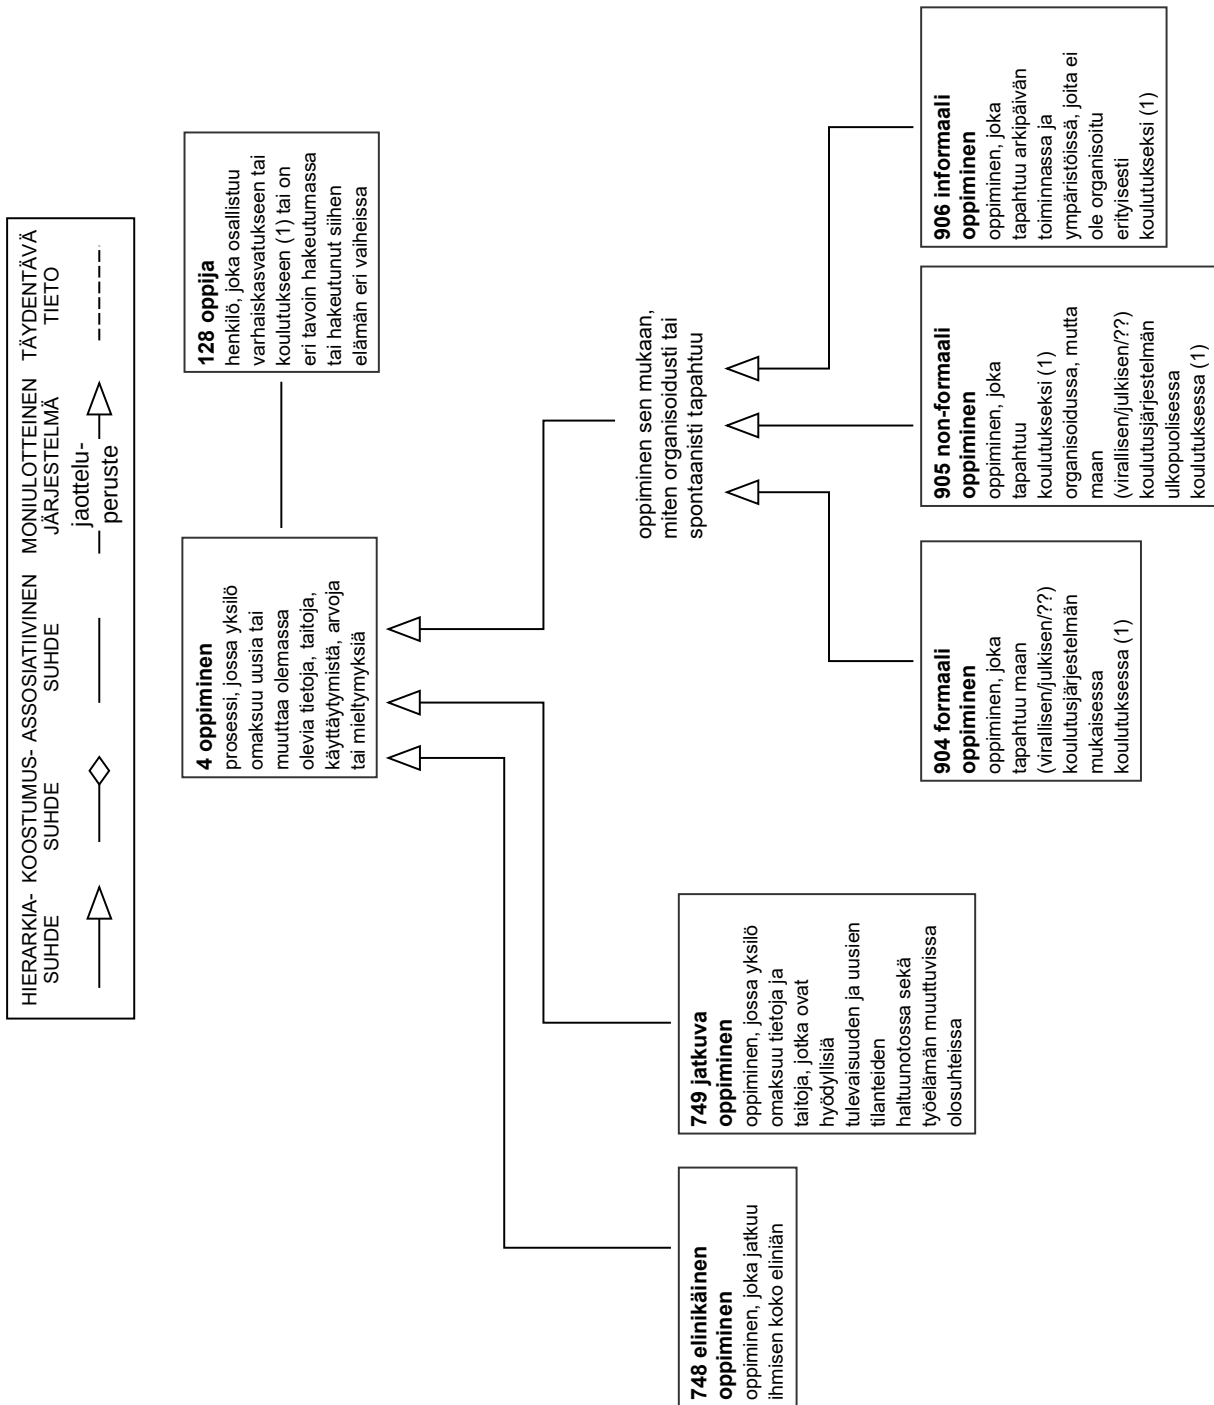 HIERARKIA-
SUHDE
KOOSTUMUS-
SUHDE
ASSOSIATIIVINEN
SUHDE
MONIULOTTEINEN
JÄRJESTELMÄ
jaottelu-
peruste
TÄYDENTÄVÄ
TIETO
4 oppiminen
prosessi, jossa yksilö
omaksuu uusia tai
muuttaa olemassa
olevia tietoja, taitoja,
käyttäytymistä, arvoja
tai mieltymyksiä
128 oppija
henkilö, joka osallistuu
varhaiskasvatukseen tai
koulutukseen (1) tai on
eri tavoin hakeutumassa
tai hakeutunut siihen
elämän eri vaiheissa
oppiminen sen mukaan,
miten organisoidusti tai
spontaanisti tapahtuu
748 elinikäinen
oppiminen
oppiminen, joka jatkuu
ihmisen koko eliniän
749 jatkuva
oppiminen
oppiminen, jossa yksilö
omaksuu tietoja ja
taitoja, jotka ovat
hyödyllisiä
tulevaisuuden ja uusien
tilanteiden
haltuunotossa sekä
työelämän muuttuvissa
olosuhteissa
904 formaali
oppiminen
oppiminen, joka
tapahtuu maan
(virallisen/julkisen/??)
koulutusjärjestelmän
mukaisessa
koulutuksessa (1)
905 non-formaali
oppiminen
oppiminen, joka
tapahtuu
koulutukseksi (1)
organisoidussa, mutta
maan
(virallisen/julkisen/??)
koulutusjärjestelmän
ulkopuolisessa
koulutuksessa (1)
906 informaali
oppiminen
oppiminen, joka
tapahtuu arkipäivän
toiminnassa ja
ympäristöissä, joita ei
ole organisoitu
erityisesti
koulutukseksi (1)